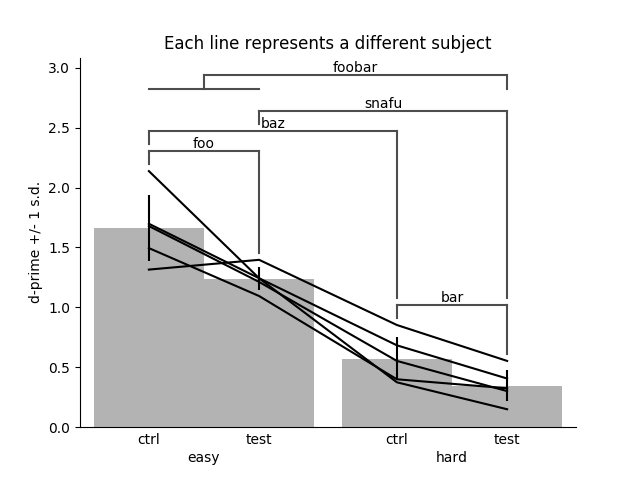 Each line represents a different subject
foobar
snafu
baz
foo
bar
d-prime +/- 1 s.d.
3.0
2.5
2.0
1.5
1.0
0.5
0.0
ctrl test ctrl test
easy hard